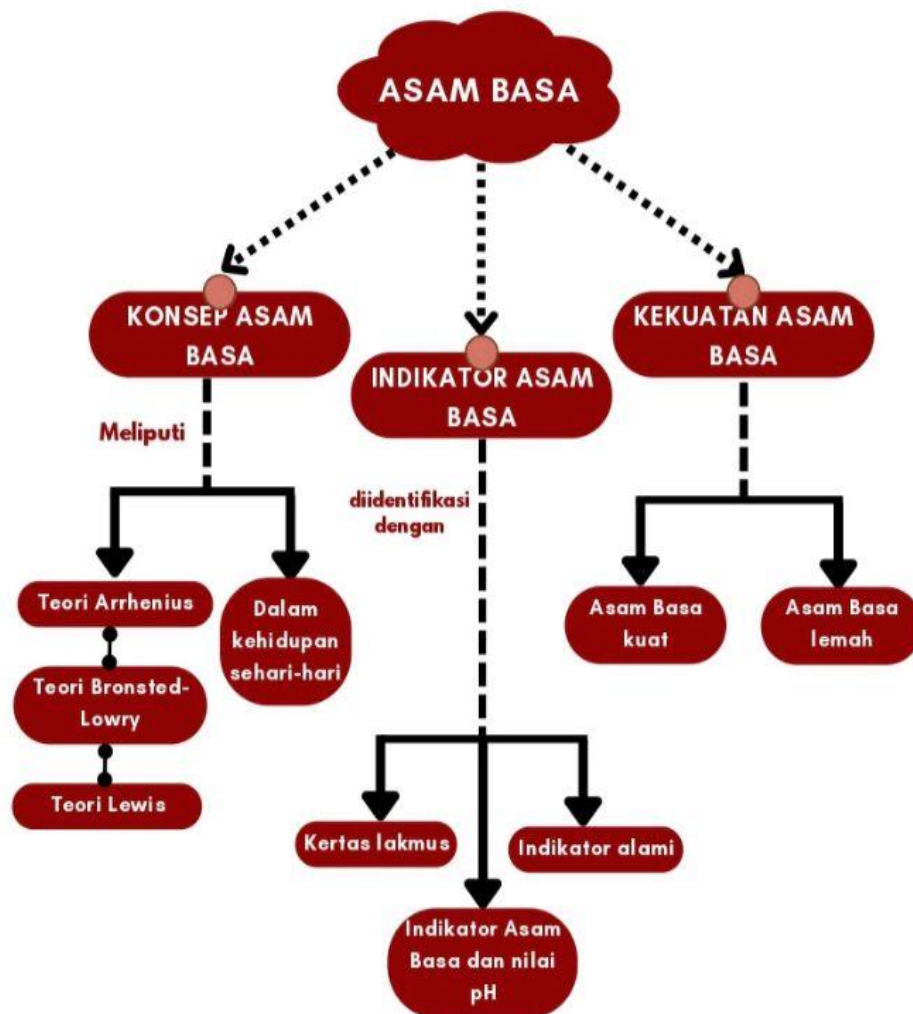 ASAM BASA
KONSEP ASAM
BASA
INDIKATOR ASAM
BASA
KEKUATAN ASAM
BASA
Meliputi
diidentifikasi
dengan
Teori Arrhenius
Teori Bronsted-
Lowry
Teori Lewis
Dalam
kehidupan
sehari-hari
Kertas lakmus
Indikator Asam
Basa dan nilai
pH
Indikator alami
Asam Basa
kuat
Asam Basa
lemah